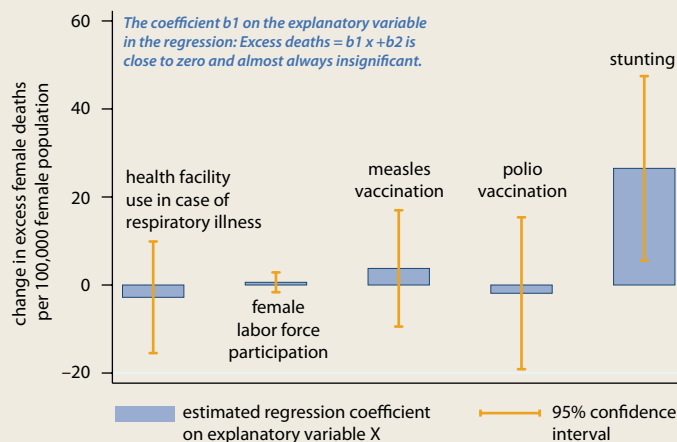 The coefficient b1 on the explanatory variable
in the regression: Excess deaths = b1 x +b2 is
close to zero and almost always insignificant.
change in excess female deaths
per 100,000 female population
60
40
20
0
−20
health facility
use in case of
respiratory illness
female
labor force
participation
measles
vaccination
polio
vaccination
stunting
estimated regression coefficient
on explanatory variable X
95% confidence
interval